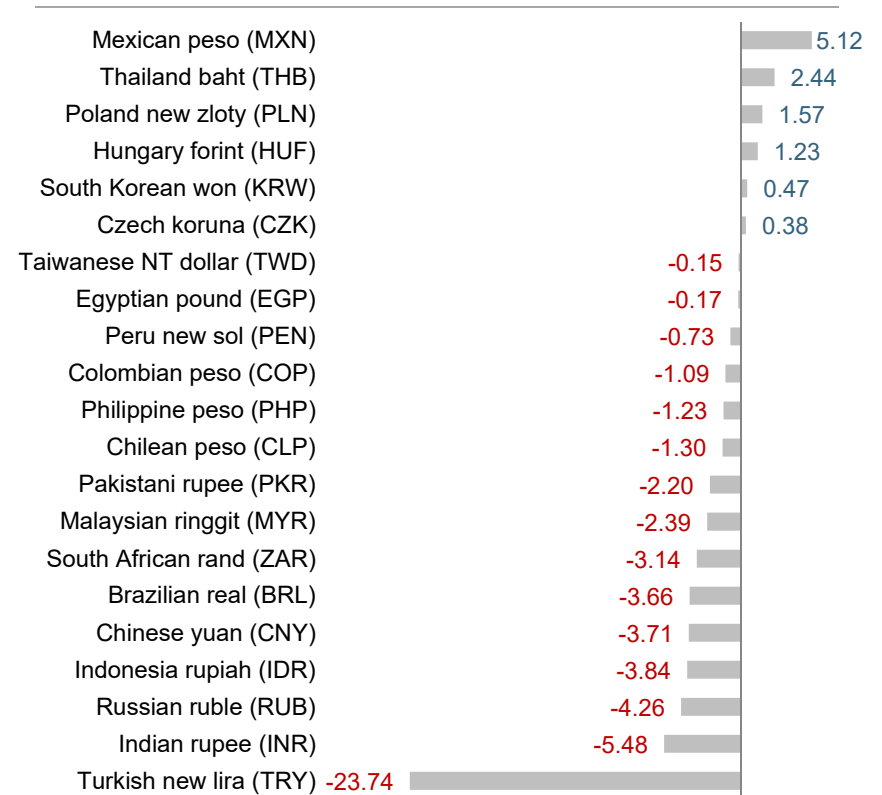 Mexican peso (MXN) 5.12
Thailand baht (THB) 2.44
Poland new zloty (PLN) 1.57
Hungary forint (HUF) 1.23
South Korean won (KRW) 0.47
Czech koruna (CZK) 0.38
Taiwanese NT dollar (TWD) -0.15
Egyptian pound (EGP) -0.17
Peru new sol (PEN) -0.73
Colombian peso (COP) -1.09
Philippine peso (PHP) -1.23
Chilean peso (CLP) -1.30
Pakistani rupee (PKR) -2.20
Malaysian ringgit (MYR) -2.39
South African rand (ZAR) -3.14
Brazilian real (BRL) -3.66
Chinese yuan (CNY) -3.71
Indonesia rupiah (IDR) -3.84
Russian ruble (RUB) -4.26
Indian rupee (INR) -5.48
Turkish new lira (TRY) -23.74